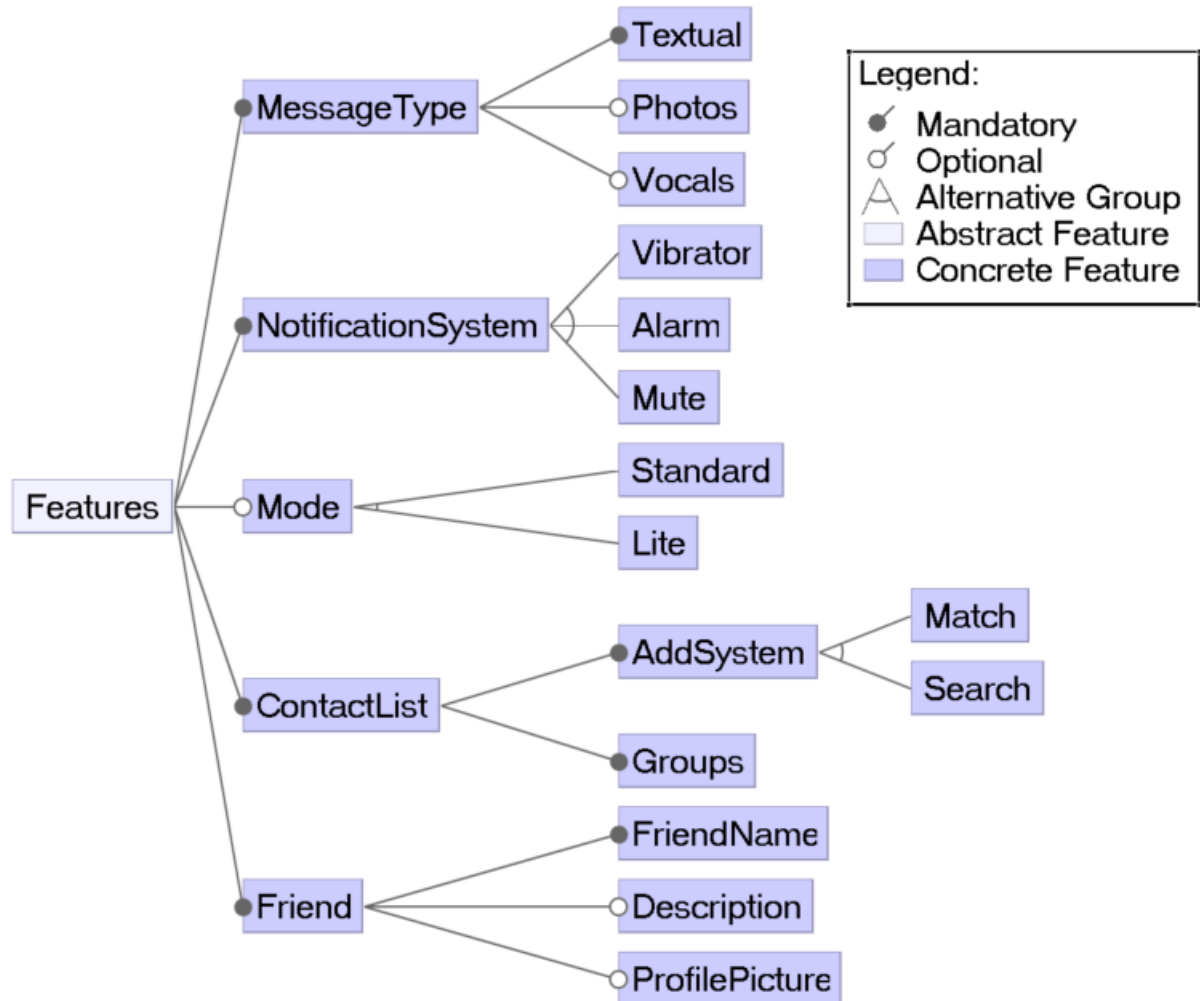 Textual
MessageType
Photos
Vocals
Vibrator
NotificationSystem
Alarm
Mute
Standard
Features
Mode
Lite
Match
AddSystem
Search
ContactList
Groups
FriendName
Friend
Description
ProfilePicture
Legend:
Mandatory
Optional
Alternative Group
Abstract Feature
Concrete Feature